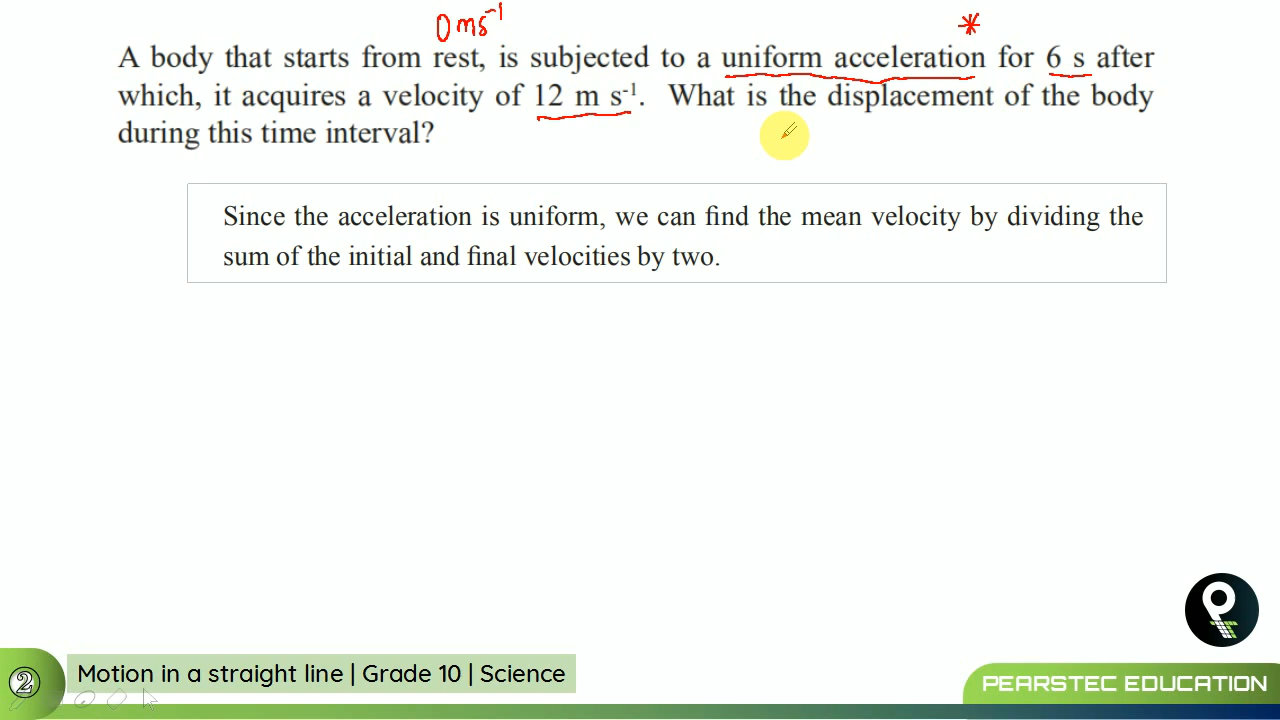 0 ms⁻¹ *
A body that starts from rest, is subjected to a uniform acceleration for 6 s after
which, it acquires a velocity of 12 m s⁻¹. What is the displacement of the body
during this time interval?
Since the acceleration is uniform, we can find the mean velocity by dividing the
sum of the initial and final velocities by two.
2
Motion in a straight line | Grade 10 | Science
PEARSTEC EDUCATION